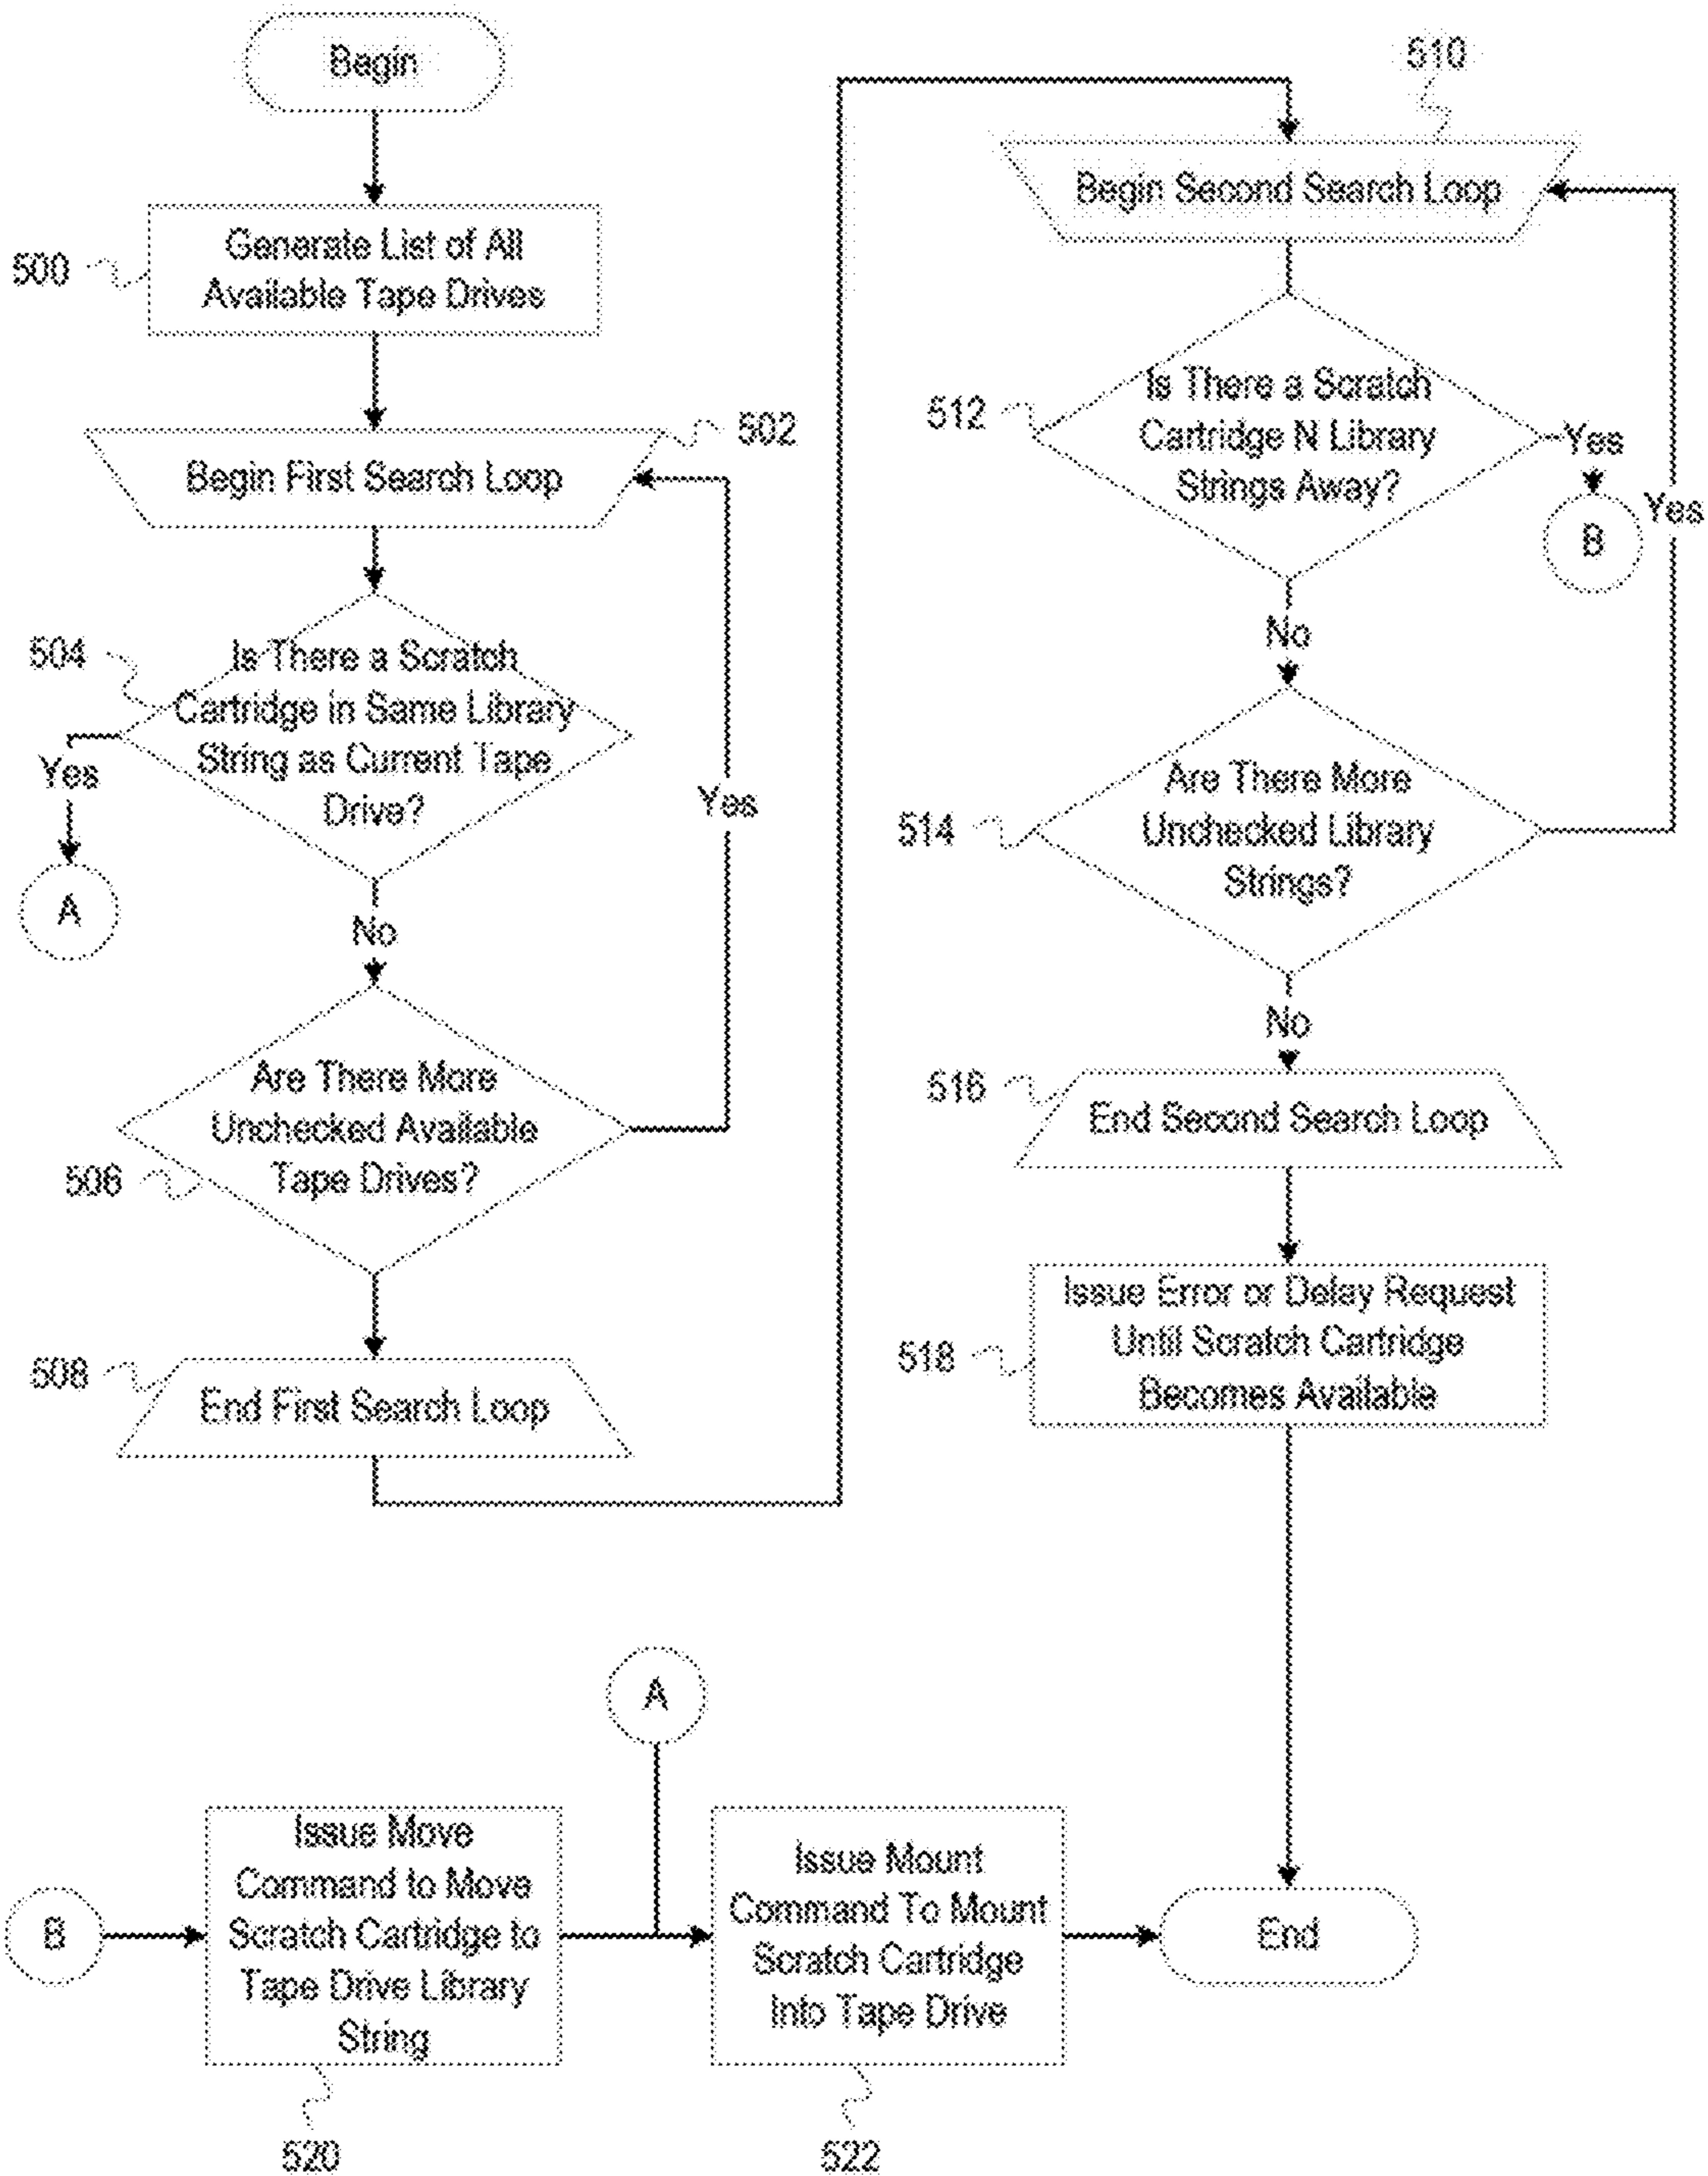 Begin
500
Generate List of All
Available Tape Drives
502
Begin First Search Loop
504
Is There a Scratch
Cartridge in Same Library
String as Current Tape
Drive?
Yes
A
No
Yes
Are There More
Unchecked Available
Tape Drives?
506
508
End First Search Loop
510
Begin Second Search Loop
512
Is There a Scratch
Cartridge N Library
Strings Away?
Yes
B
Yes
No
514
Are There More
Unchecked Library
Strings?
No
516
End Second Search Loop
518
Issue Error or Delay Request
Until Scratch Cartridge
Becomes Available
A
B
Issue Move
Command to Move
Scratch Cartridge to
Tape Drive Library
String
520
Issue Mount
Command To Mount
Scratch Cartridge
Into Tape Drive
522
End